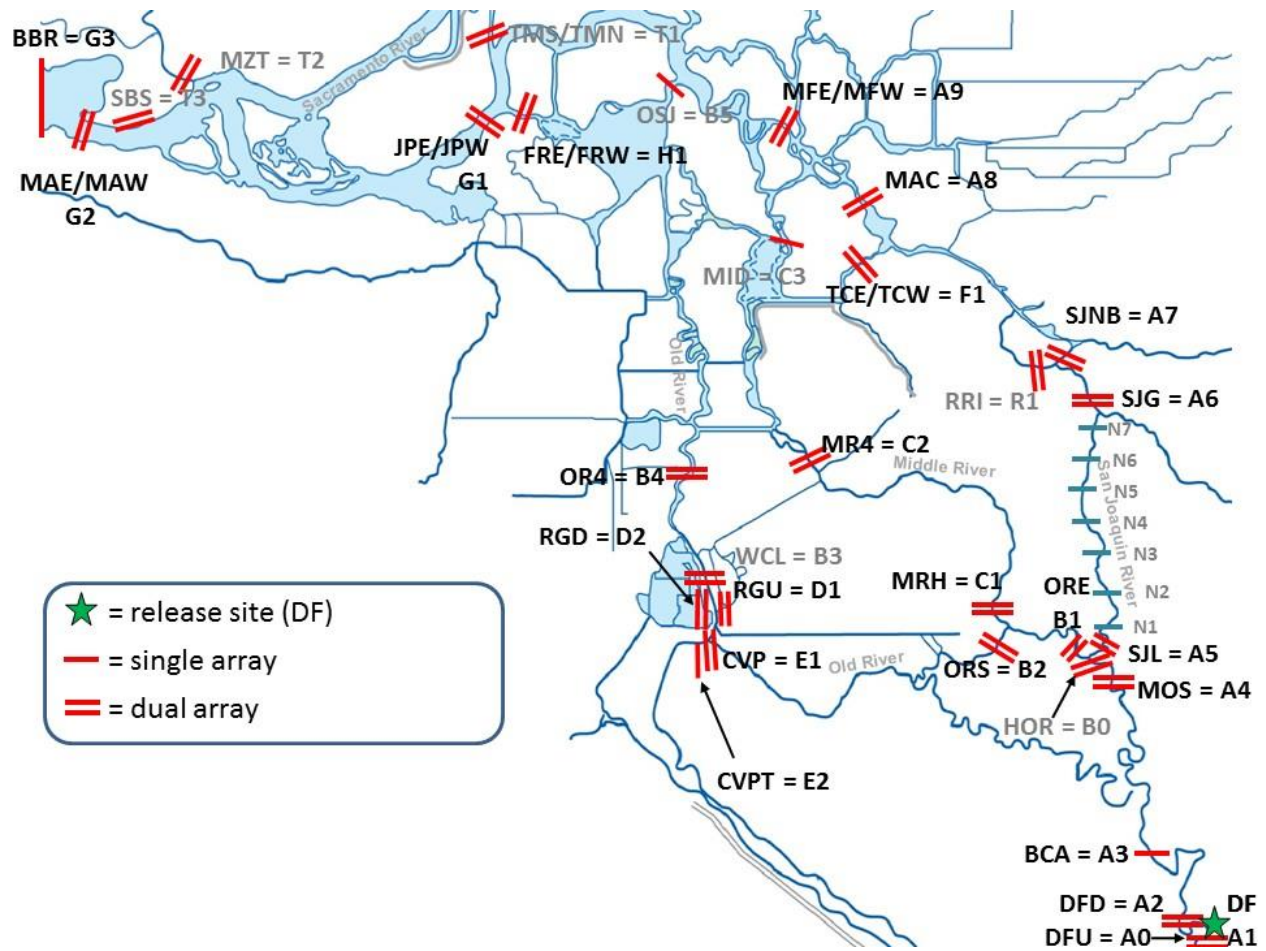 BBR = G3
MZT = T2
Sacramento River
TMS/TMN = T1
SBS = T3
MFE/MFW = A9
OSJ = B5
JPE/JPW
G1
FRE/FRW = H1
MAE/MAW
G2
MAC = A8
MID = C3
TCE/TCW = F1
SJNB = A7
Old River
RRI = R1
SJG = A6
N7
MR4 = C2
Middle River
N6
OR4 = B4
San Joaquin River
N5
N4
RGD = D2
WCL = B3
N3
RGU = D1
MRH = C1
ORE
B1
N2
N1
= release site (DF)
= single array
= dual array
CVP = E1
Old River
ORS = B2
SJL = A5
MOS = A4
HOR = B0
CVPT = E2
BCA = A3
DFD = A2
DF
DFU = A0
A1